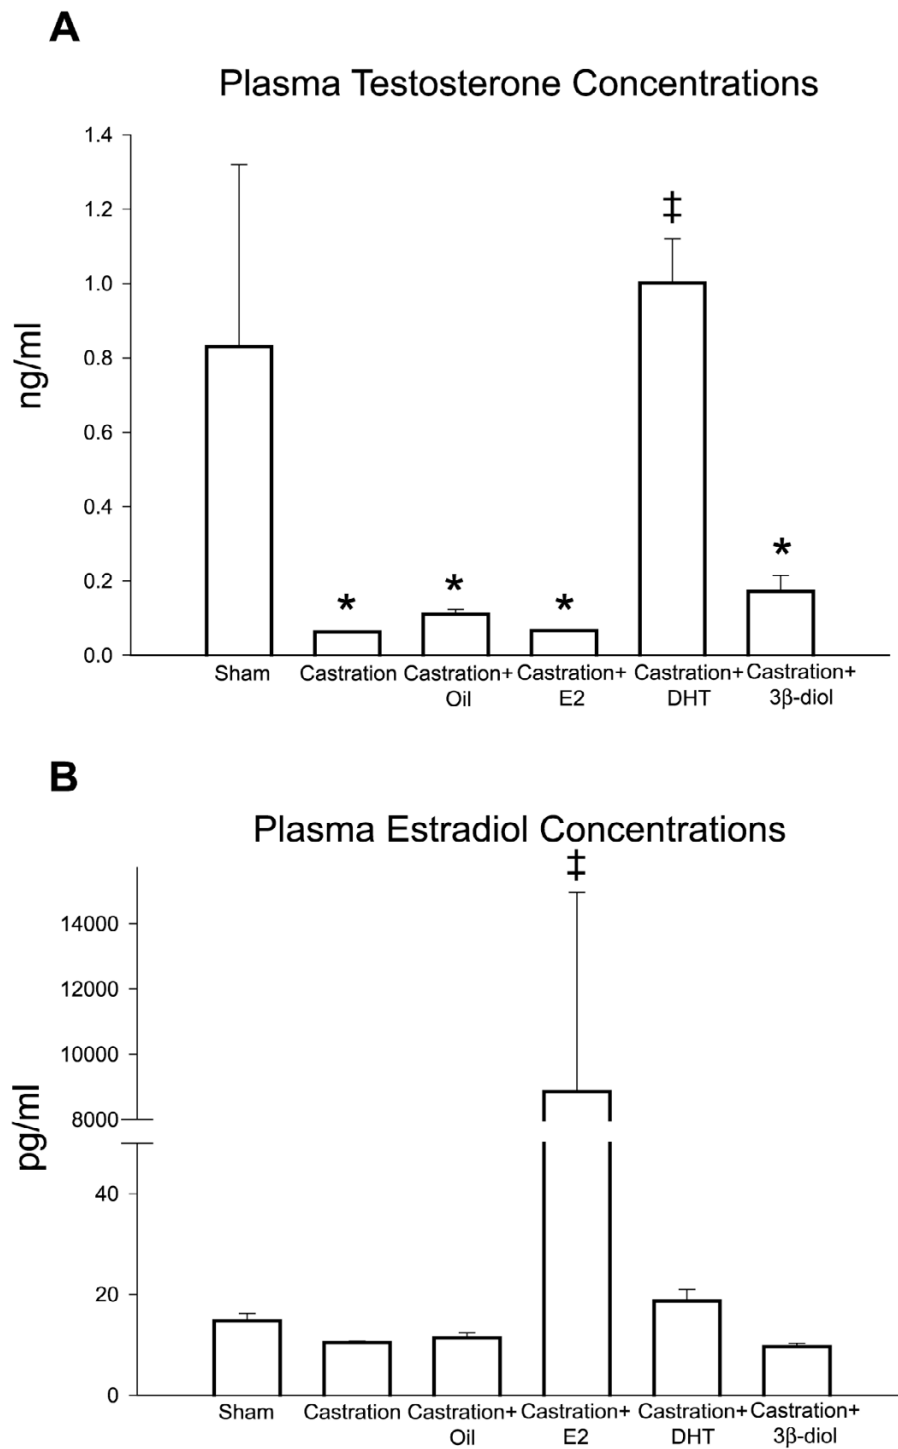 A
Plasma Testosterone Concentrations
1.4
1.2
1.0
0.8
0.6
0.4
0.2
0.0
ng/ml
‡
*
*
*
*
Sham Castration Castration+ Castration+ Castration+ Castration+
Oil E2 DHT 3β-diol
B
Plasma Estradiol Concentrations
‡
14000
12000
10000
8000
40
20
0
pg/ml
Sham Castration Castration+ Castration+ Castration+ Castration+
Oil E2 DHT 3β-diol